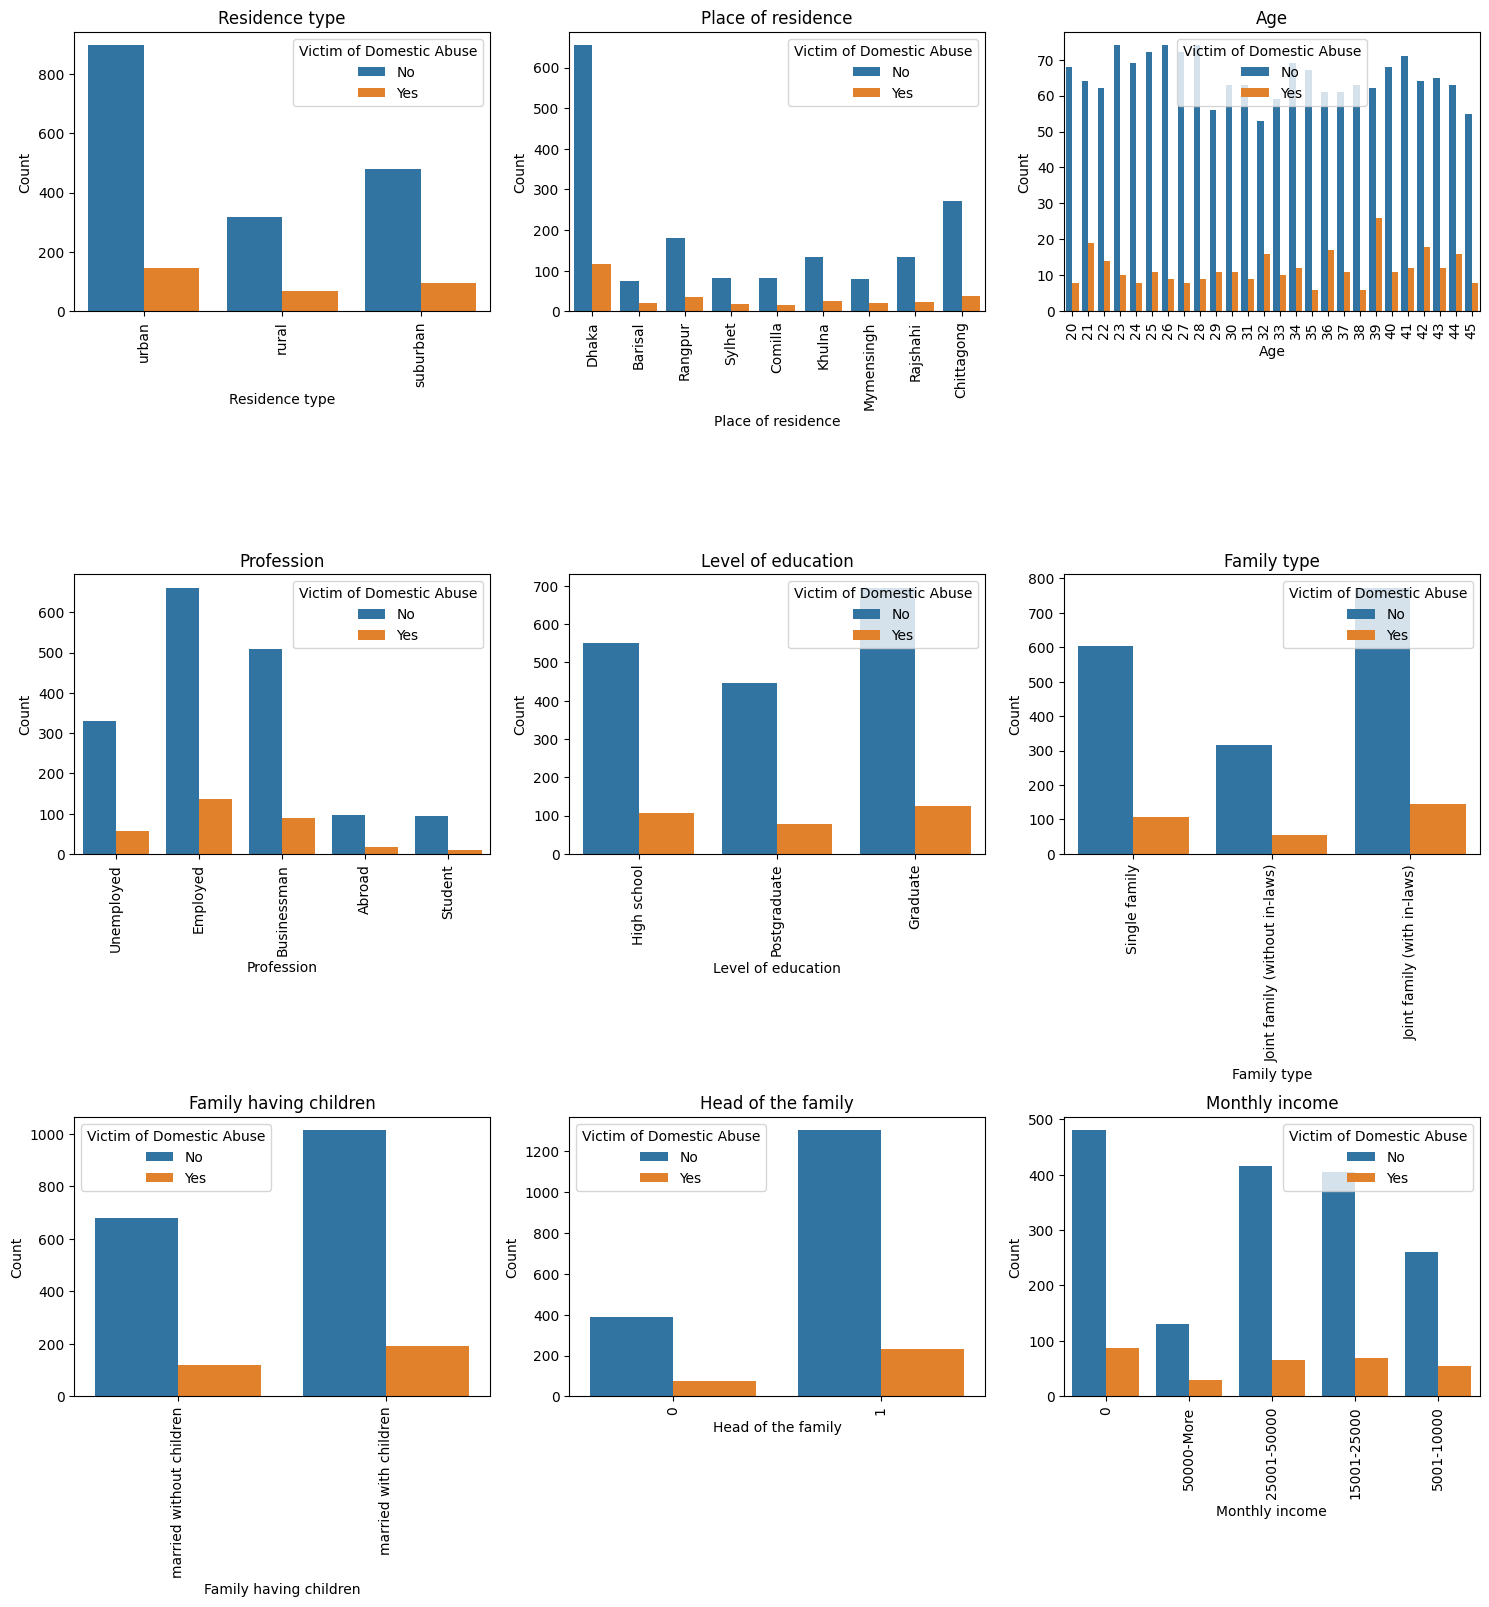 Residence type
Victim of Domestic Abuse
No
Yes
Count
800
600
400
200
0
urban
rural
suburban
Residence type
Place of residence
Victim of Domestic Abuse
No
Yes
Count
600
500
400
300
200
100
0
Dhaka
Barisal
Rangpur
Sylhet
Comilla
Khulna
Mymensingh
Rajshahi
Chittagong
Place of residence
Age
Victim of Domestic Abuse
No
Yes
Count
70
60
50
40
30
20
10
0
20
21
22
23
24
25
26
27
28
29
30
31
32
33
34
35
36
37
38
39
40
41
42
43
44
45
Age
Profession
Victim of Domestic Abuse
No
Yes
Count
600
500
400
300
200
100
0
Unemployed
Employed
Businessman
Abroad
Student
Profession
Level of education
Victim of Domestic Abuse
No
Yes
Count
700
600
500
400
300
200
100
0
High school
Postgraduate
Graduate
Level of education
Family type
Victim of Domestic Abuse
No
Yes
Count
800
700
600
500
400
300
200
100
0
Single family
Joint family (without in-laws)
Joint family (with in-laws)
Family type
Family having children
Victim of Domestic Abuse
No
Yes
Count
1000
800
600
400
200
0
married without children
married with children
Family having children
Head of the family
Victim of Domestic Abuse
No
Yes
Count
1200
1000
800
600
400
200
0
0
1
Head of the family
Monthly income
Victim of Domestic Abuse
No
Yes
Count
500
400
300
200
100
0
0
50000-More
25001-50000
15001-25000
5001-10000
Monthly income